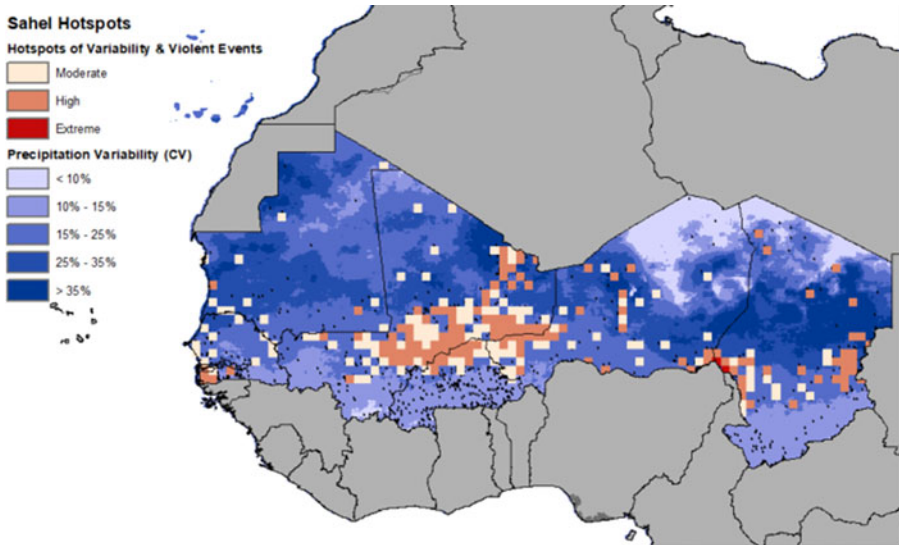 Sahel Hotspots
Hotspots of Variability & Violent Events
Moderate
High
Extreme
Precipitation Variability (CV)
< 10%
10% - 15%
15% - 25%
25% - 35%
> 35%